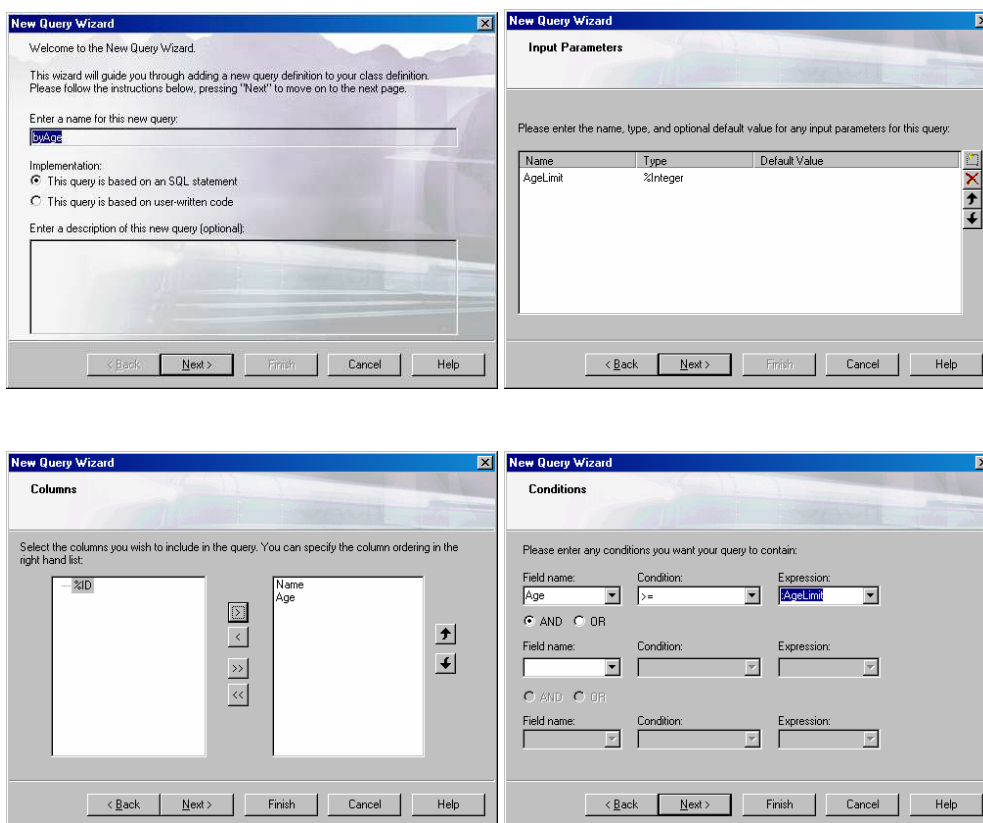 New Query Wizard
Welcome to the New Query Wizard.
This wizard will guide you through adding a new query definition to your class definition.
Please follow the instructions below, pressing "Next" to move on to the next page.
Enter a name for this new query:
byAge
Implementation:
This query is based on an SQL statement
This query is based on user-written code
Enter a description of this new query (optional):
< Back Next > Finish Cancel Help
New Query Wizard
Input Parameters
Please enter the name, type, and optional default value for any input parameters for this query:
Name Type Default Value
AgeLimit %Integer
< Back Next > Finish Cancel Help
New Query Wizard
Columns
Select the columns you wish to include in the query. You can specify the column ordering in the
right hand list:
%ID
Name
Age
>
<
>>
<<
< Back Next > Finish Cancel Help
New Query Wizard
Conditions
Please enter any conditions you want your query to contain:
Field name: Condition: Expression:
Age >= :AgeLimit
AND OR
Field name: Condition: Expression:
AND OR
Field name: Condition: Expression:
< Back Next > Finish Cancel Help